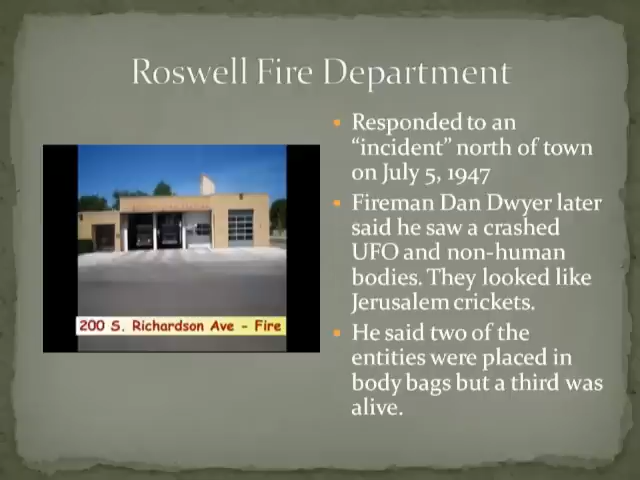 Roswell Fire Department
Responded to an
“incident” north of town
on July 5, 1947
Fireman Dan Dwyer later
said he saw a crashed
UFO and non-human
bodies. They looked like
Jerusalem crickets.
He said two of the
entities were placed in
body bags but a third was
alive.
200 S. Richardson Ave - Fire